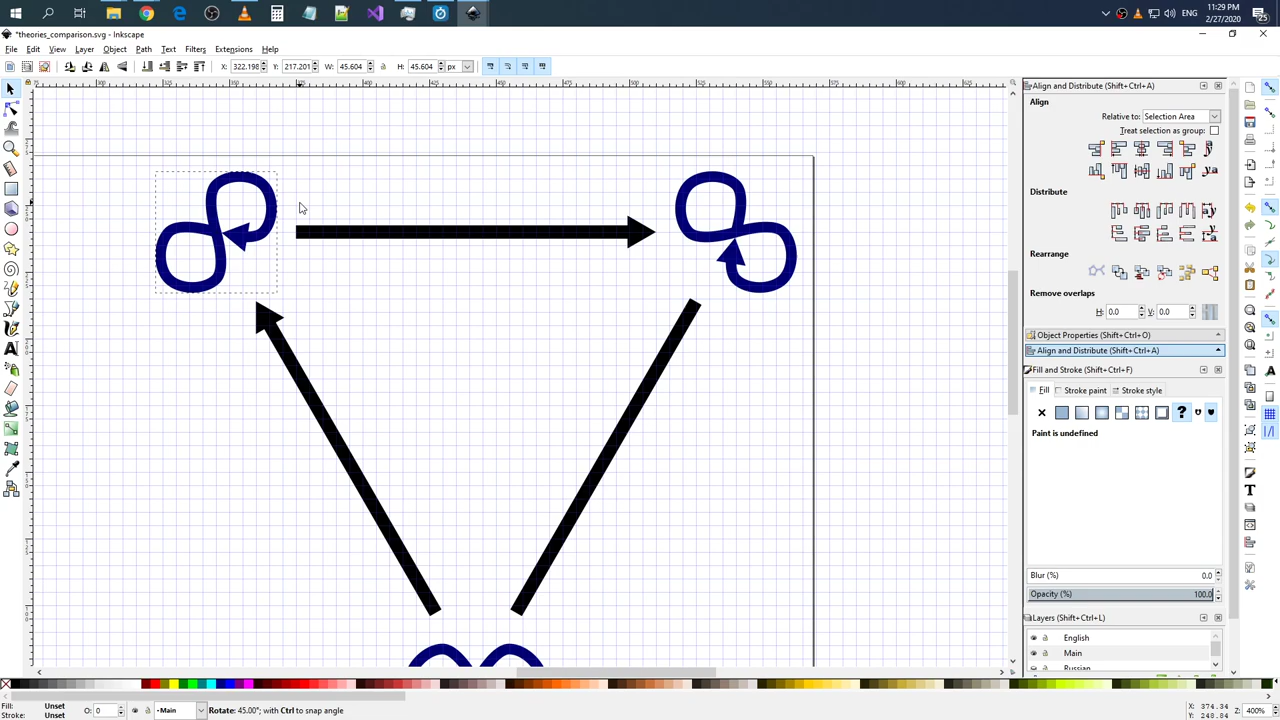 ENG
11:29 PM
2/27/2020
25
*theories_comparison.svg - Inkscape
File Edit View Layer Object Path Text Filters Extensions Help
X: 322.198 Y: 217.201 W: 45.604 H: 45.604 px
Align and Distribute (Shift+Ctrl+A)
Align
Relative to: Selection Area
Treat selection as group:
Distribute
Rearrange
Remove overlaps
H: 0.0 V: 0.0
Object Properties (Shift+Ctrl+O)
Align and Distribute (Shift+Ctrl+A)
Fill and Stroke (Shift+Ctrl+F)
Fill Stroke paint Stroke style
Paint is undefined
Blur (%) 0.0
Opacity (%) 100.0
Layers (Shift+Ctrl+L)
English
Main
Russian
Fill: Unset
Stroke: Unset
O: 0
Main
Rotate: 45.00°; with Ctrl to snap angle
X: 374.34
Y: 248.84
Z: 400%